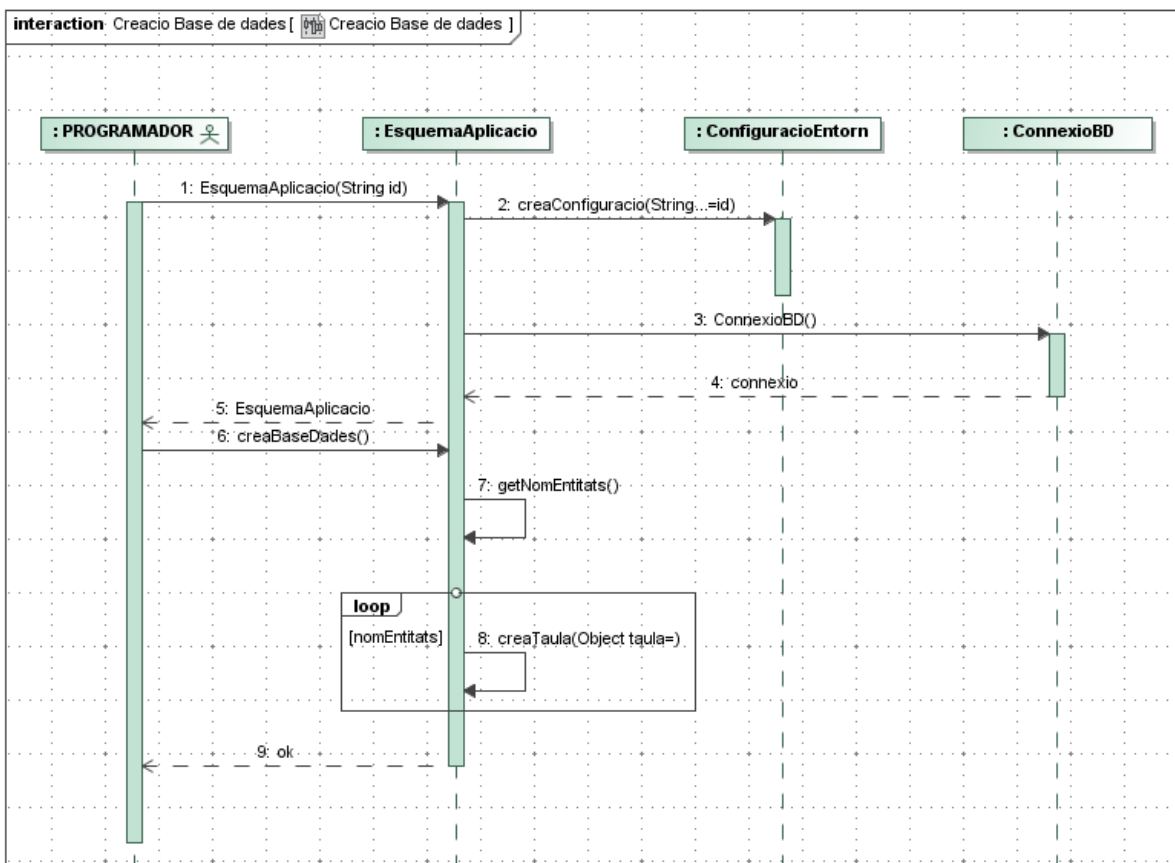 interaction Creacio Base de dades [ Creacio Base de dades ]
: PROGRAMADOR
: EsquemaAplicacio
: ConfiguracioEntorn
: ConnexioBD
1: EsquemaAplicacio(String id)
2: creaConfiguracio(String...=id)
3: ConnexioBD()
4: connexio
5: EsquemaAplicacio
6: creaBaseDades()
7: getNomEntitats()
loop
[nomEntitats]
8: creaTaula(Object taula=)
9: ok